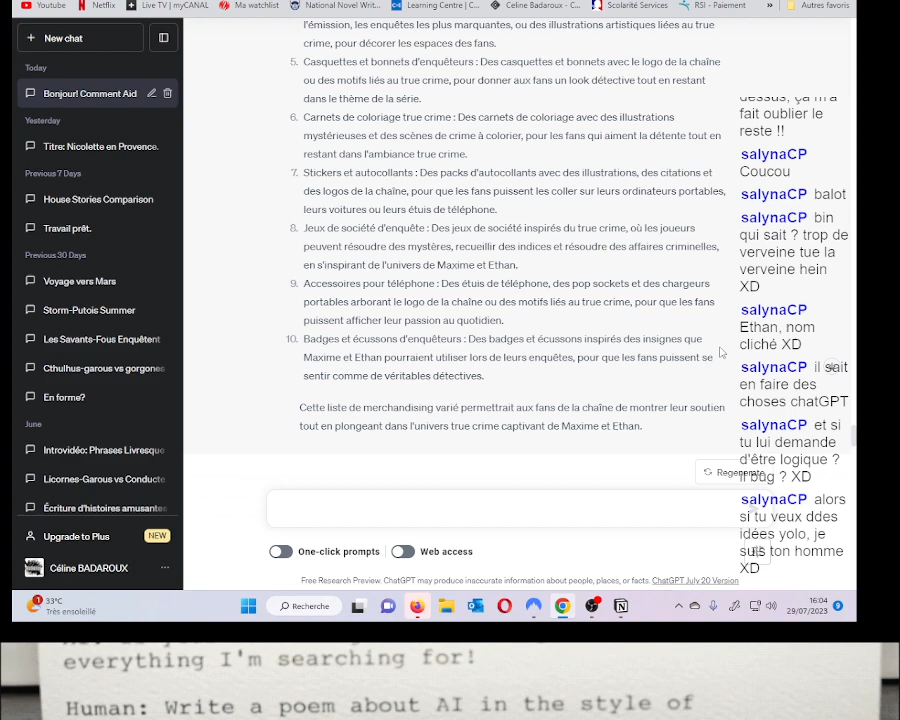 Youtube
Netflix
Live TV | myCANAL
Ma watchlist
National Novel Writ...
Learning Centre | C...
Celine Badaroux - C...
Scolarité Services
RSI - Paiement
»
Autres favoris
+ New chat
Today
Bonjour! Comment Aid
Yesterday
Titre: Nicolette en Provence.
Previous 7 Days
House Stories Comparison
Travail prêt.
Previous 30 Days
Voyage vers Mars
Storm-Putois Summer
Les Savants-Fous Enquêtent
Cthulhus-garous vs gorgone
En forme?
June
Introvidéo: Phrases Livresque
Licornes-Garous vs Conducte
Écriture d'histoires amusante
Upgrade to Plus NEW
Céline BADAROUX ...
l'émission, les enquêtes les plus marquantes, ou des illustrations artistiques liées au true
crime, pour décorer les espaces des fans.
5. Casquettes et bonnets d'enquêteurs : Des casquettes et bonnets avec le logo de la chaîne
ou des motifs liés au true crime, pour donner aux fans un look détective tout en restant
dans le thème de la série.
6. Carnets de coloriage true crime : Des carnets de coloriage avec des illustrations
mystérieuses et des scènes de crime à colorier, pour les fans qui aiment la détente tout en
restant dans l'ambiance true crime.
7. Stickers et autocollants : Des packs d'autocollants avec des illustrations, des citations et
des logos de la chaîne, pour que les fans puissent les coller sur leurs ordinateurs portables,
leurs voitures ou leurs étuis de téléphone.
8. Jeux de société d'enquête : Des jeux de société inspirés du true crime, où les joueurs
peuvent résoudre des mystères, recueillir des indices et résoudre des affaires criminelles,
en s'inspirant de l'univers de Maxime et Ethan.
9. Accessoires pour téléphone : Des étuis de téléphone, des pop sockets et des chargeurs
portables arborant le logo de la chaîne ou des motifs liés au true crime, pour que les fans
puissent afficher leur passion au quotidien.
10. Badges et écussons d'enquêteurs : Des badges et écussons inspirés des insignes que
Maxime et Ethan pourraient utiliser lors de leurs enquêtes, pour que les fans puissent se
sentir comme de véritables détectives.
Cette liste de merchandising varié permettrait aux fans de la chaîne de montrer leur soutien
tout en plongeant dans l'univers true crime captivant de Maxime et Ethan.
Regenerate
One-click prompts
Web access
Free Research Preview. ChatGPT may produce inaccurate information about people, places, or facts. ChatGPT July 20 Version
dessus, ça m'a
fait oublier le
reste !!
salynaCP
Coucou
salynaCP balot
salynaCP bin
qui sait ? trop de
verveine tue la
verveine hein
XD
salynaCP
Ethan, nom
cliché XD
salynaCP il sait
en faire des
choses chatGPT
salynaCP et si
tu lui demande
d'être logique ?
il bug ? XD
salynaCP alors
si tu veux ddes
idées yolo, je
suis ton homme
XD
1
33°C
Très ensoleillé
Recherche
16:04
29/07/2023
9
everything I'm searching for!
Human: Write a poem about AI in the style of